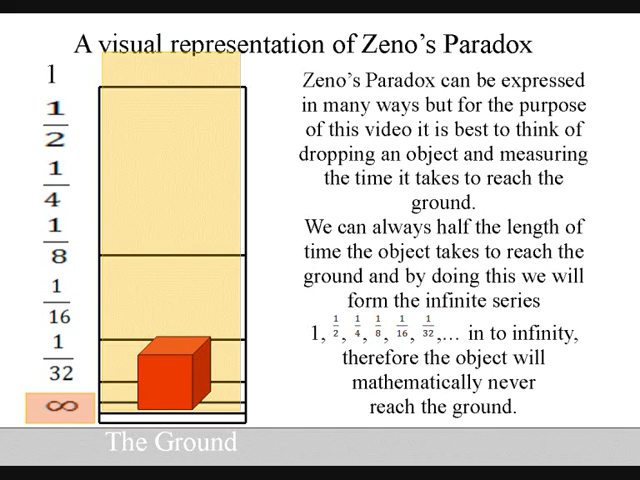 A visual representation of Zeno's Paradox
1
1/2
1/4
1/8
1/16
1/32
∞
Zeno's Paradox can be expressed
in many ways but for the purpose
of this video it is best to think of
dropping an object and measuring
the time it takes to reach the
ground.
We can always half the length of
time the object takes to reach the
ground and by doing this we will
form the infinite series
1, 1/2, 1/4, 1/8, 1/16, 1/32,... in to infinity,
therefore the object will
mathematically never
reach the ground.
The Ground